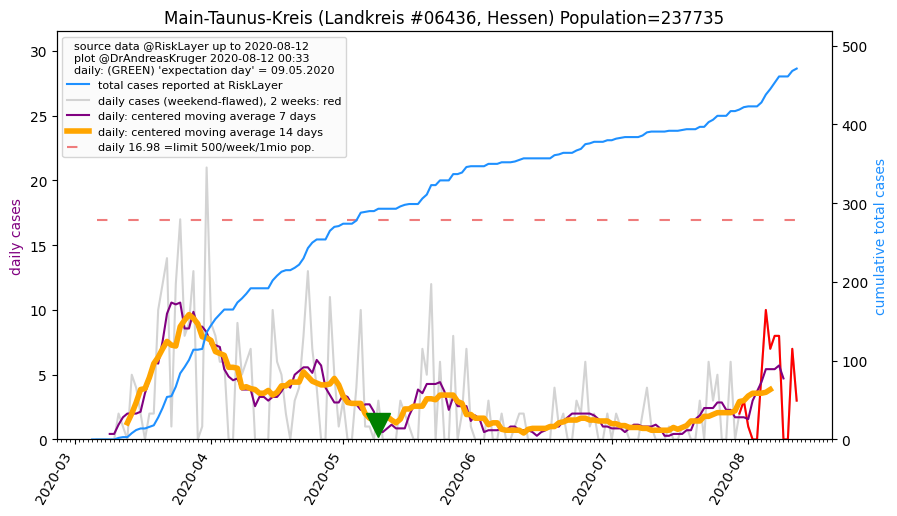 Main-Taunus-Kreis (Landkreis #06436, Hessen) Population=237735
source data @RiskLayer up to 2020-08-12
plot @DrAndreasKruger 2020-08-12 00:33
daily: (GREEN) 'expectation day' = 09.05.2020
total cases reported at RiskLayer
daily cases (weekend-flawed), 2 weeks: red
daily: centered moving average 7 days
daily: centered moving average 14 days
daily 16.98 =limit 500/week/1mio pop.
daily cases
30
25
20
15
10
5
0
cumulative total cases
500
400
300
200
100
0
2020-03
2020-04
2020-05
2020-06
2020-07
2020-08